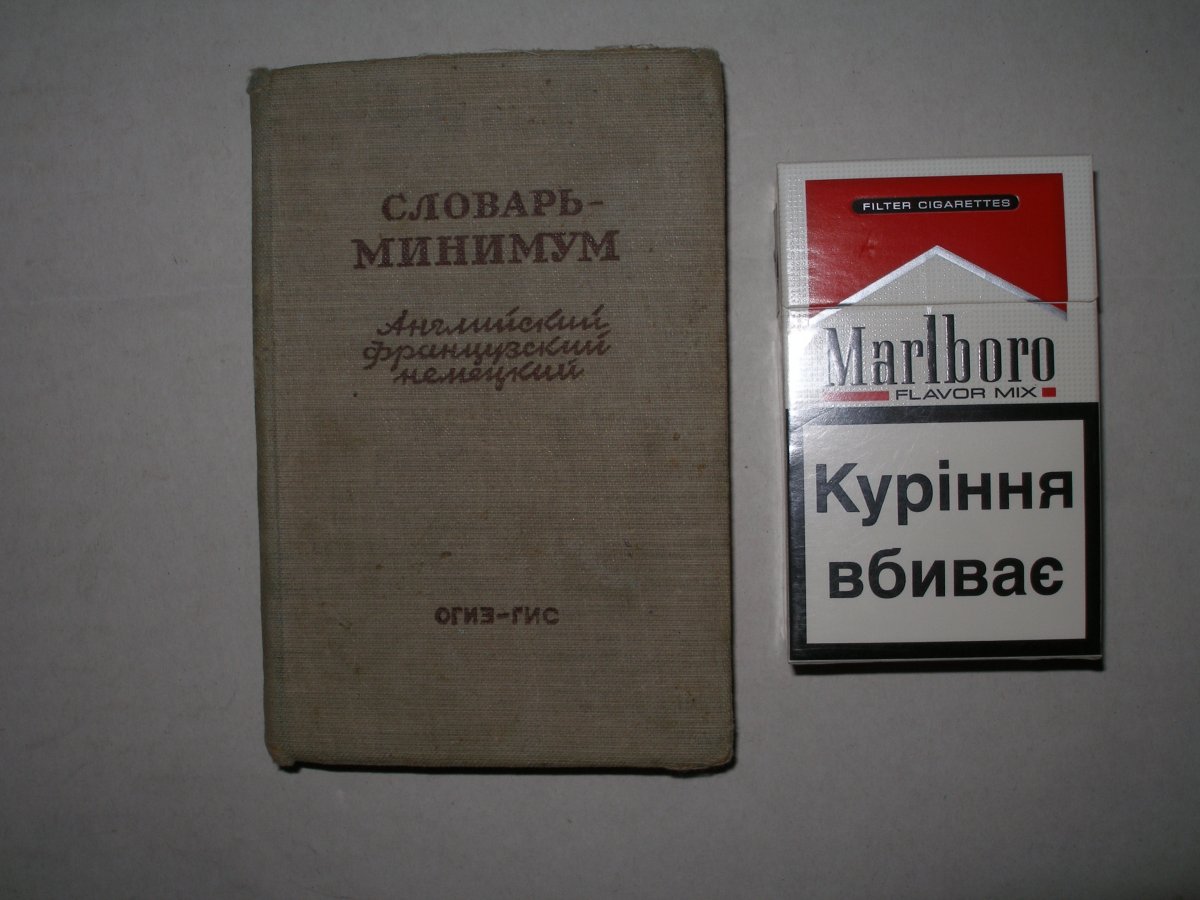 СЛОВАРЬ-
МИНИМУМ
Английский
французский
немецкий
ОГИЗ-ГИС
FILTER CIGARETTES
Marlboro
FLAVOR MIX
Куріння
вбиває